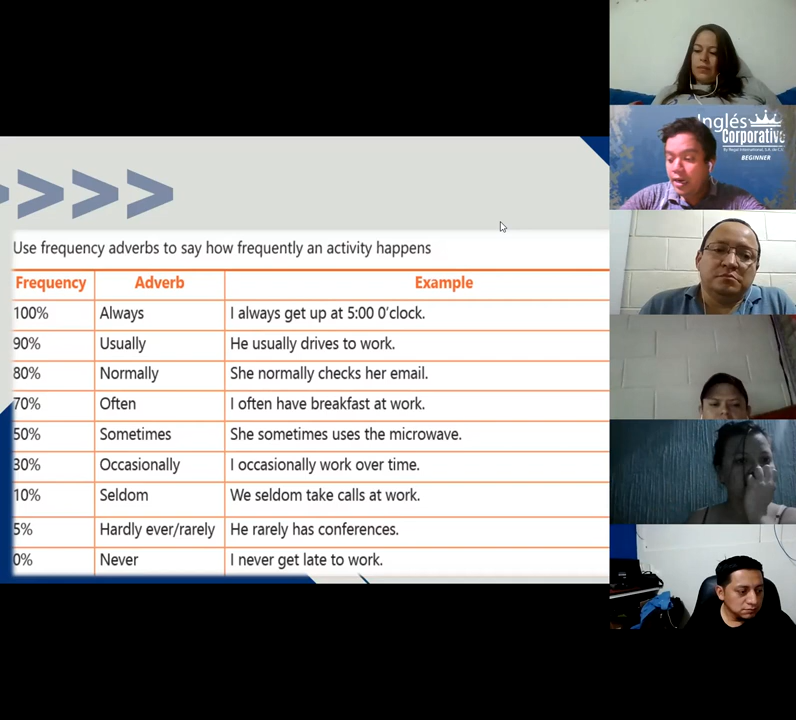 >>>>
Use frequency adverbs to say how frequently an activity happens
Frequency Adverb Example
100% Always I always get up at 5:00 0'clock.
90% Usually He usually drives to work.
80% Normally She normally checks her email.
70% Often I often have breakfast at work.
50% Sometimes She sometimes uses the microwave.
30% Occasionally I occasionally work over time.
10% Seldom We seldom take calls at work.
5% Hardly ever/rarely He rarely has conferences.
0% Never I never get late to work.
Inglés
Corporativo
BEGINNER